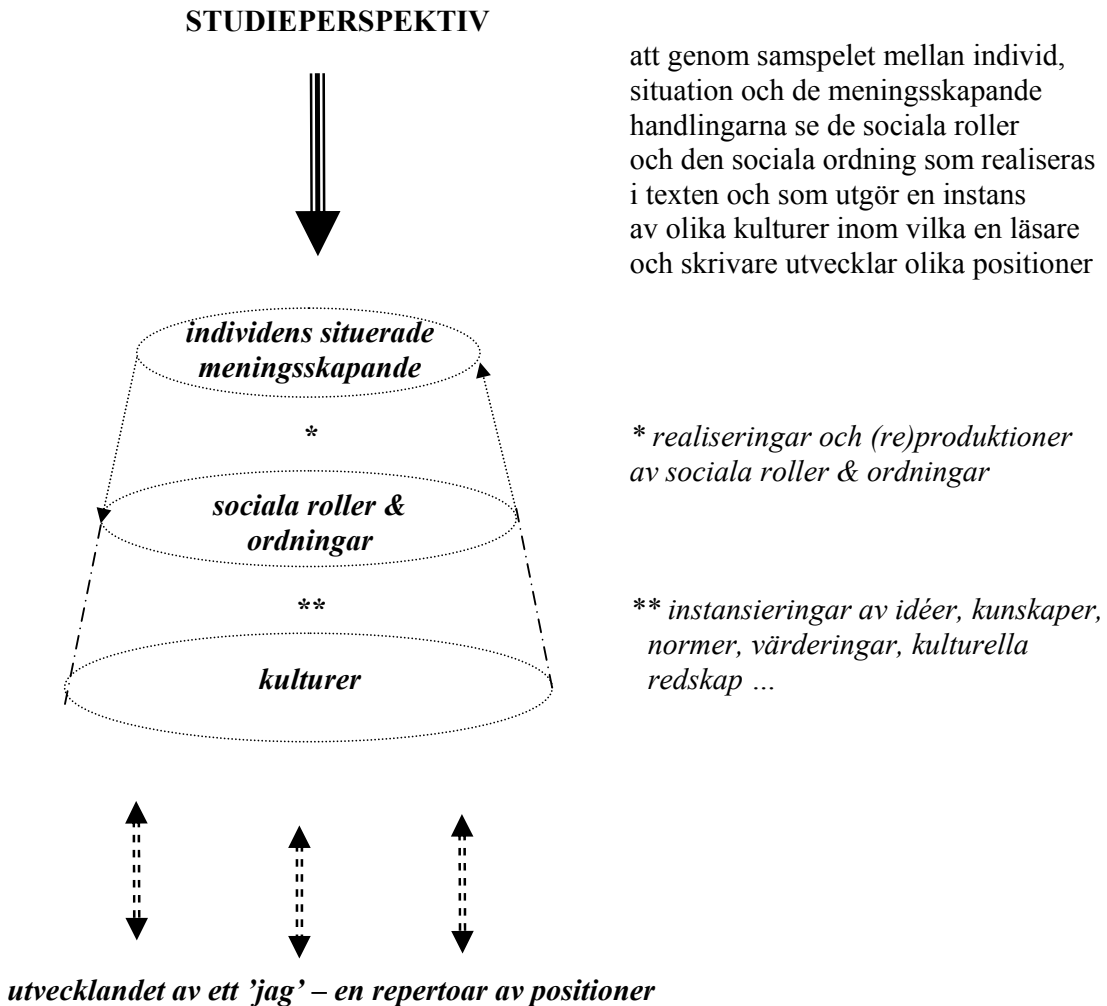 STUDIEPERSPEKTIV
att genom samspelet mellan individ,
situation och de meningsskapande
handlingarna se de sociala roller
och den sociala ordning som realiseras
i texten och som utgör en instans
av olika kulturer inom vilka en läsare
och skrivare utvecklar olika positioner
individens situerade
meningsskapande
*
* realiseringar och (re)produktioner
av sociala roller & ordningar
sociala roller &
ordningar
**
** instansieringar av idéer, kunskaper,
normer, värderingar, kulturella
redskap …
kulturer
utvecklandet av ett ’jag’ – en repertoar av positioner